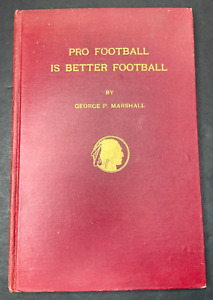 PRO FOOTBALL
IS BETTER FOOTBALL
BY
GEORGE P. MARSHALL